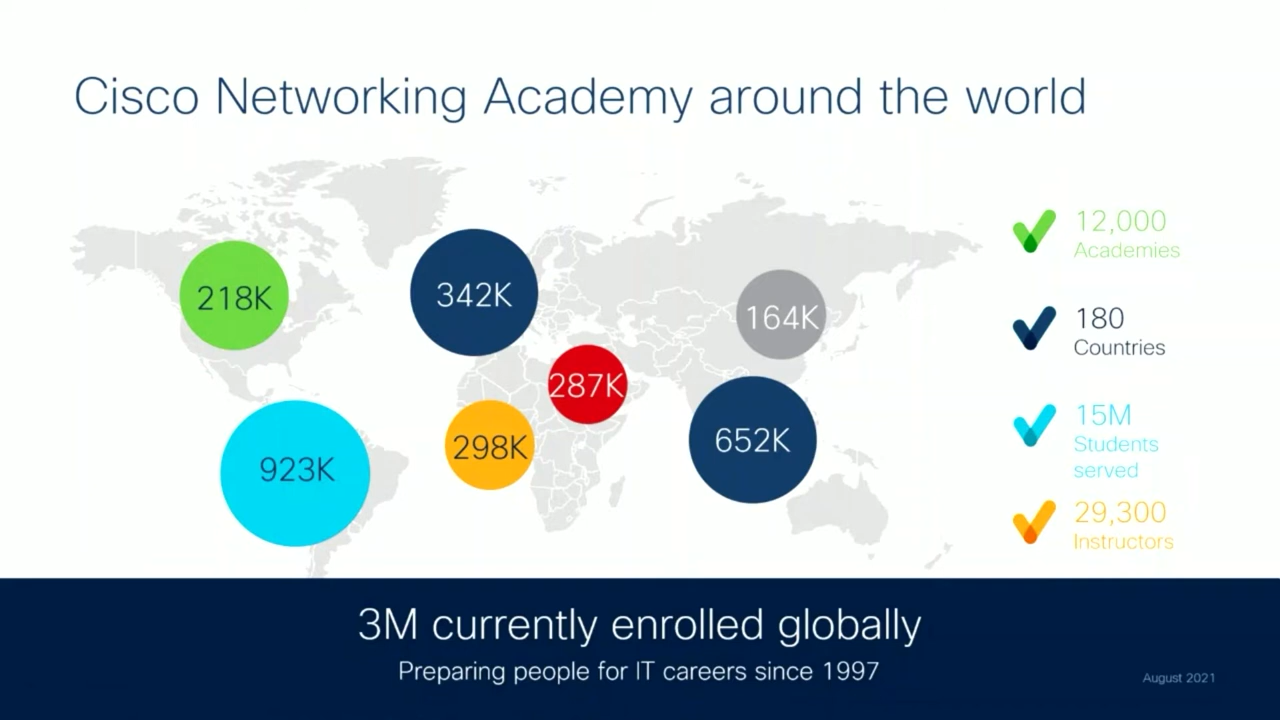 Cisco Networking Academy around the world
218K
342K
164K
287K
298K
923K
652K
12,000
Academies
180
Countries
15M
Students
served
29,300
Instructors
3M currently enrolled globally
Preparing people for IT careers since 1997
August 2021